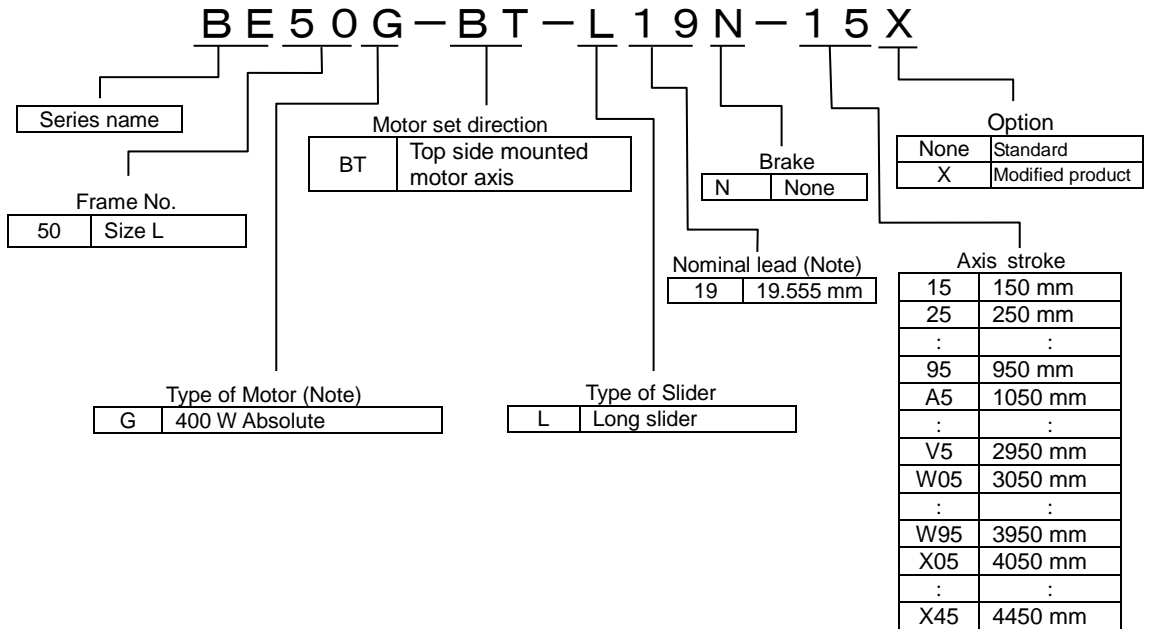 BE50G-BT-L19N-15X
Series name
Motor set direction
BT Top side mounted
motor axis
Option
None Standard
X Modified product
Brake
N None
Frame No.
50 Size L
Nominal lead (Note)
19 19.555 mm
Axis stroke
15 150 mm
25 250 mm
: :
95 950 mm
A5 1050 mm
: :
V5 2950 mm
W05 3050 mm
: :
W95 3950 mm
X05 4050 mm
: :
X45 4450 mm
Type of Motor (Note)
G 400 W Absolute
Type of Slider
L Long slider